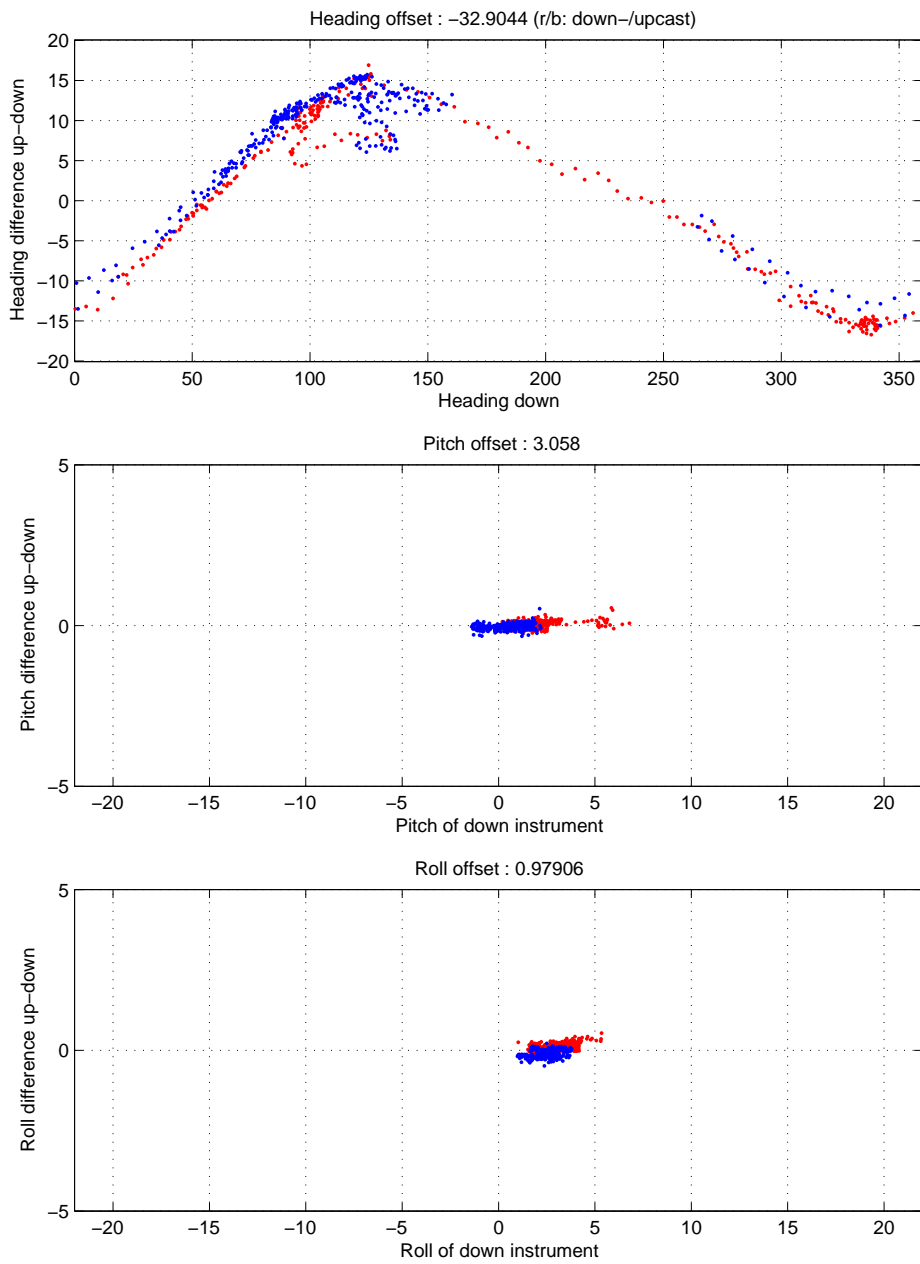 Heading offset : −32.9044 (r/b: down−/upcast)
20
15
10
5
0
−5
−10
−15
−20
0 50 100 150 200 250 300 350
Heading difference up−down
Heading down
Pitch offset : 3.058
5
0
−5
−20 −15 −10 −5 0 5 10 15 20
Pitch difference up−down
Pitch of down instrument
Roll offset : 0.97906
5
0
−5
−20 −15 −10 −5 0 5 10 15 20
Roll difference up−down
Roll of down instrument